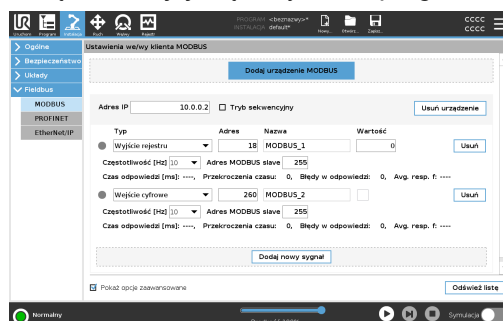 PROGRAM <beznazwy>*
INSTALACJA default*
Uruchom Program Instalacja Ruch We/wy Rejestr Nowy... Otwórz... Zapisz...
cccc
cccc
Ogólne
Bezpieczeństwo
Układy
Fieldbus
MODBUS
PROFINET
EtherNet/IP
Ustawienia we/wy klienta MODBUS
Dodaj urządzenie MODBUS
Adres IP 10.0.0.2 Tryb sekwencyjny Usuń urządzenie
Typ Adres Nazwa Wartość
Wyjście rejestru 18 MODBUS_1 0 Usuń
Częstotliwość [Hz] 10 Adres MODBUS slave 255
Czas odpowiedzi [ms]: ----, Przekroczenia czasu: 0, Błędy w odpowiedzi: 0, Avg. resp. f: ----
Wejście cyfrowe 260 MODBUS_2 Usuń
Częstotliwość [Hz] 10 Adres MODBUS slave 255
Czas odpowiedzi [ms]: ----, Przekroczenia czasu: 0, Błędy w odpowiedzi: 0, Avg. resp. f: ----
Dodaj nowy sygnał
Pokaż opcje zaawansowane
Odśwież listę
Normalny
Symulacja